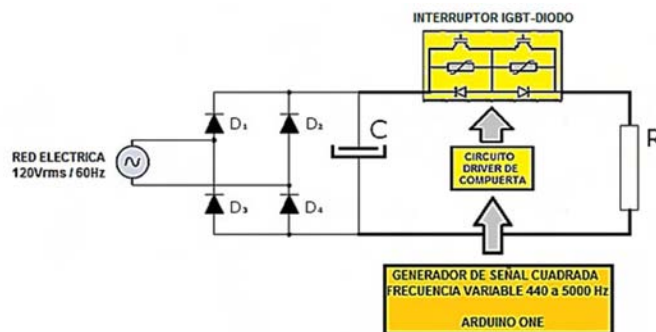 INTERRUPTOR IGBT-DIODO
D₁
D₂
C
R
RED ELECTRICA
120Vrms / 60Hz
CIRCUITO
DRIVER DE
COMPUERTA
D₃
D₄
GENERADOR DE SEÑAL CUADRADA
FRECUENCIA VARIABLE 440 a 5000 Hz
ARDUINO ONE